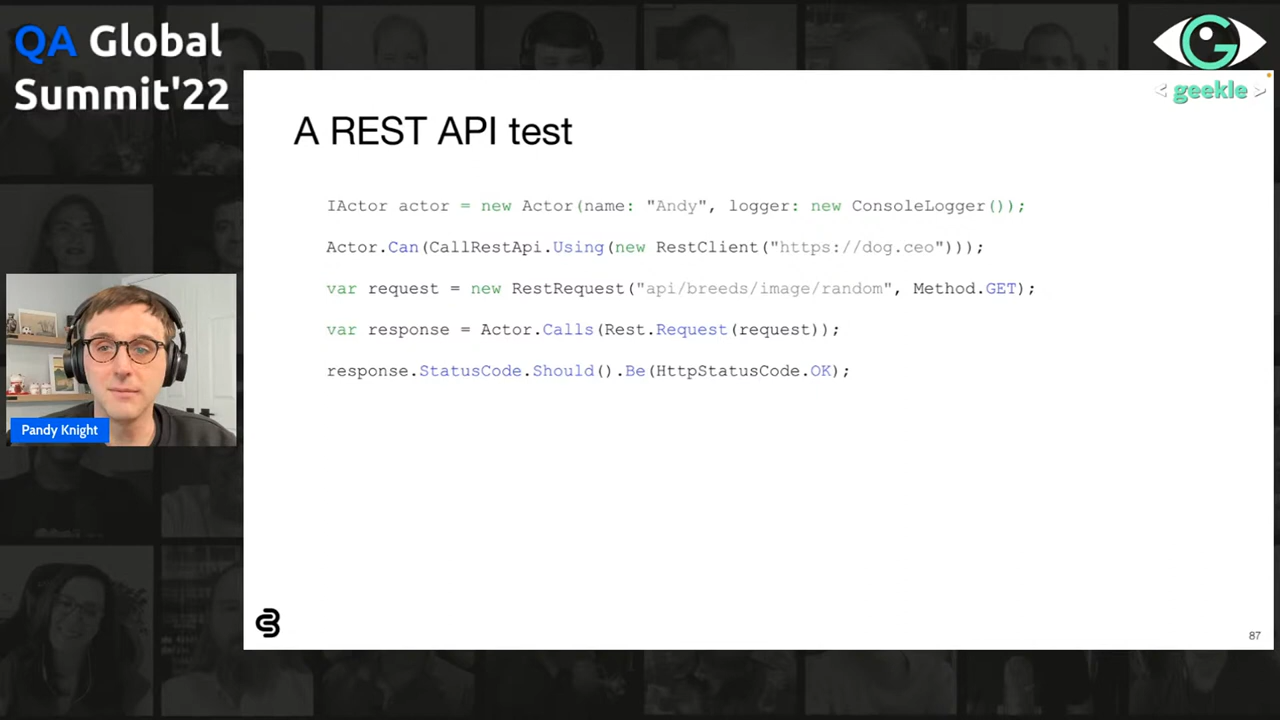 QA Global
Summit'22
< geekle >
A REST API test
IActor actor = new Actor(name: "Andy", logger: new ConsoleLogger());
Actor.Can(CallRestApi.Using(new RestClient("https://dog.ceo")));
var request = new RestRequest("api/breeds/image/random", Method.GET);
var response = Actor.Calls(Rest.Request(request));
response.StatusCode.Should().Be(HttpStatusCode.OK);
Pandy Knight
87